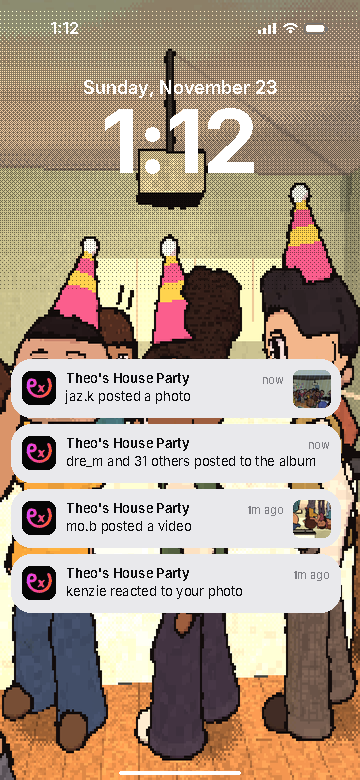 1:12
Sunday, November 23
1:12
Theo's House Party
now
jaz.k posted a photo
Theo's House Party
now
dre_m and 31 others posted to the album
Theo's House Party
1m ago
mo.b posted a video
Theo's House Party
1m ago
kenzie reacted to your photo